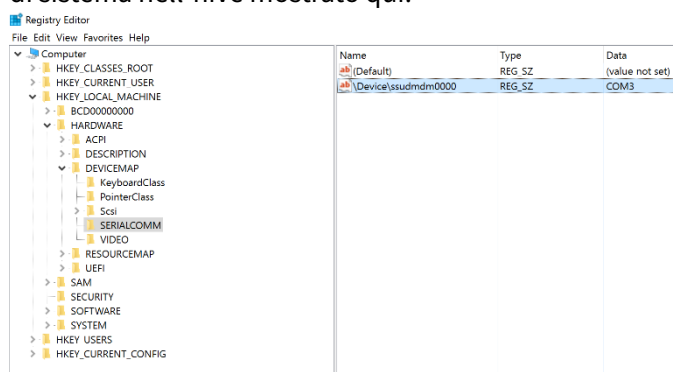 Registry Editor
File Edit View Favorites Help
Computer
HKEY_CLASSES_ROOT
HKEY_CURRENT_USER
HKEY_LOCAL_MACHINE
BCD00000000
HARDWARE
ACPI
DESCRIPTION
DEVICEMAP
KeyboardClass
PointerClass
Scsi
SERIALCOMM
VIDEO
RESOURCEMAP
UEFI
SAM
SECURITY
SOFTWARE
SYSTEM
HKEY_USERS
HKEY_CURRENT_CONFIG
Name Type Data
(Default) REG_SZ (value not set)
\Device\ssudmdm0000 REG_SZ COM3